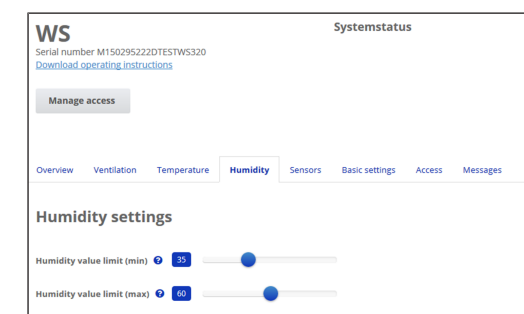 WS
Systemstatus
Serial number M150295222DTESTWS320
Download operating instructions
Manage access
Overview Ventilation Temperature Humidity Sensors Basic settings Access Messages
Humidity settings
Humidity value limit (min) ? 35
Humidity value limit (max) ? 60